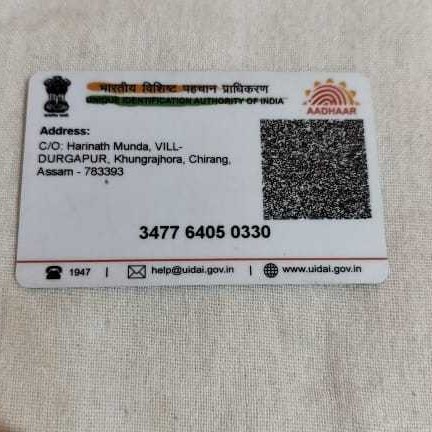 भारतीय विशिष्ट पहचान प्राधिकरण
UNIQUE IDENTIFICATION AUTHORITY OF INDIA
AADHAAR
Address:
C/O: Harinath Munda, VILL-
DURGAPUR, Khungrajhora, Chirang,
Assam - 783393
3477 6405 0330
1947 | help@uidai.gov.in | www.uidai.gov.in